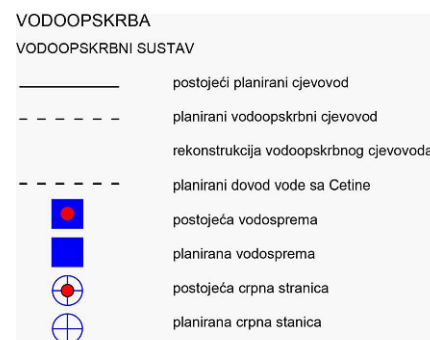 VODOOPSKRBA
VODOOPSKRBNI SUSTAV
postojeći planirani cjevovod
planirani vodoopskrbni cjevovod
rekonstrukcija vodoopskrbnog cjevovoda
planirani dovod vode sa Cetine
postojeća vodosprema
planirana vodosprema
postojeća crpna stranica
planirana crpna stanica